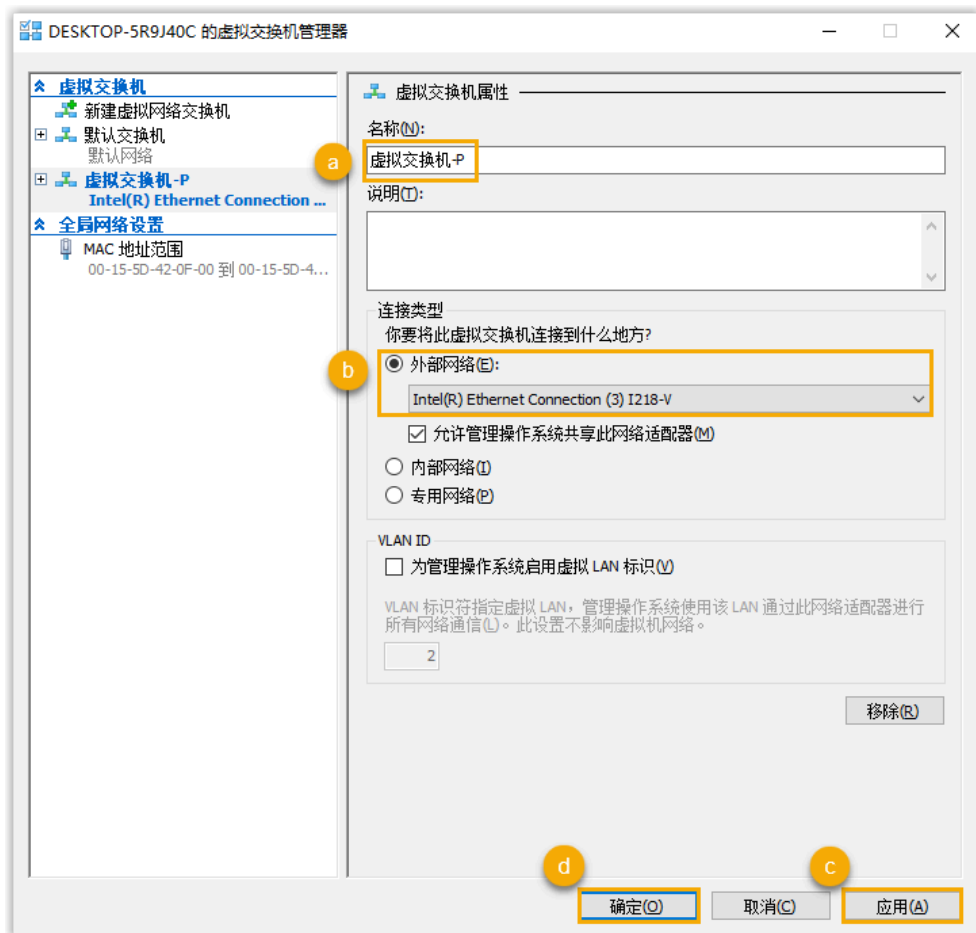 DESKTOP-5R9J40C 的虚拟交换机管理器
虚拟交换机
新建虚拟网络交换机
默认交换机
默认网络
虚拟交换机-P
Intel(R) Ethernet Connection ...
全局网络设置
MAC 地址范围
00-15-5D-42-0F-00 到 00-15-5D-4...
虚拟交换机属性
名称(N):
a
虚拟交换机-P
说明(T):
连接类型
你要将此虚拟交换机连接到什么地方?
b
外部网络(E):
Intel(R) Ethernet Connection (3) I218-V
允许管理操作系统共享此网络适配器(M)
内部网络(I)
专用网络(P)
VLAN ID
为管理操作系统启用虚拟 LAN 标识(V)
VLAN 标识符指定虚拟 LAN，管理操作系统使用该 LAN 通过此网络适配器进行
所有网络通信(L)。此设置不影响虚拟机网络。
2
移除(R)
d
c
确定(O)
取消(C)
应用(A)